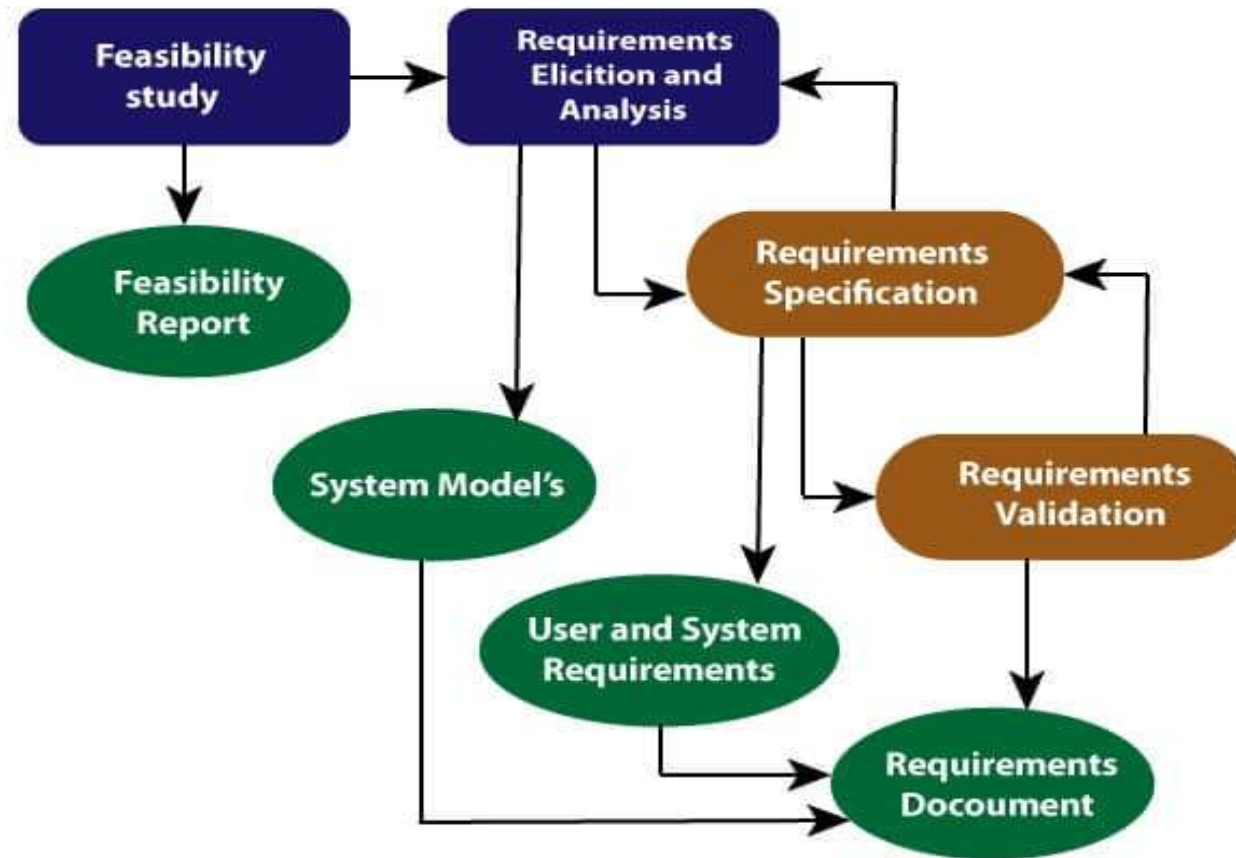 Feasibility
study
Requirements
Elicition and
Analysis
Feasibility
Report
Requirements
Specification
System Model's
Requirements
Validation
User and System
Requirements
Requirements
Docoument